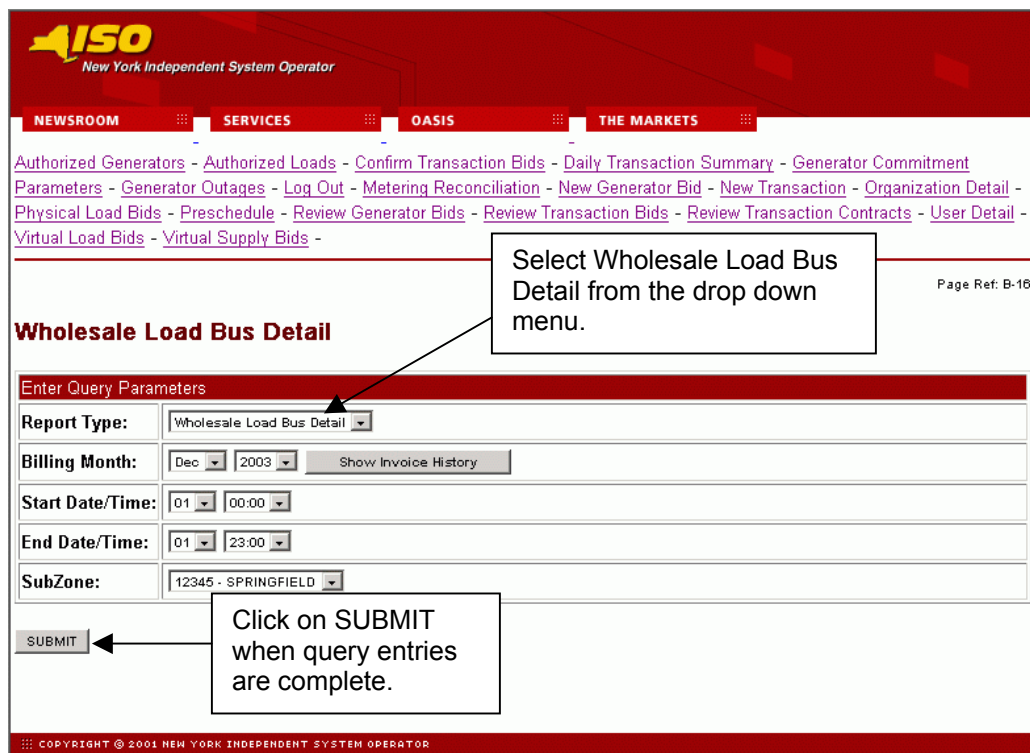 ISO
New York Independent System Operator
NEWSROOM SERVICES OASIS THE MARKETS
Authorized Generators - Authorized Loads - Confirm Transaction Bids - Daily Transaction Summary - Generator Commitment
Parameters - Generator Outages - Log Out - Metering Reconciliation - New Generator Bid - New Transaction - Organization Detail -
Physical Load Bids - Preschedule - Review Generator Bids - Review Transaction Bids - Review Transaction Contracts - User Detail -
Virtual Load Bids - Virtual Supply Bids -
Select Wholesale Load Bus
Detail from the drop down
menu.
Page Ref: B-16
Wholesale Load Bus Detail
Enter Query Parameters
Report Type: Wholesale Load Bus Detail
Billing Month: Dec 2003 Show Invoice History
Start Date/Time: 01 00:00
End Date/Time: 01 23:00
SubZone: 12345 - SPRINGFIELD
SUBMIT
Click on SUBMIT
when query entries
are complete.
COPYRIGHT © 2001 NEW YORK INDEPENDENT SYSTEM OPERATOR